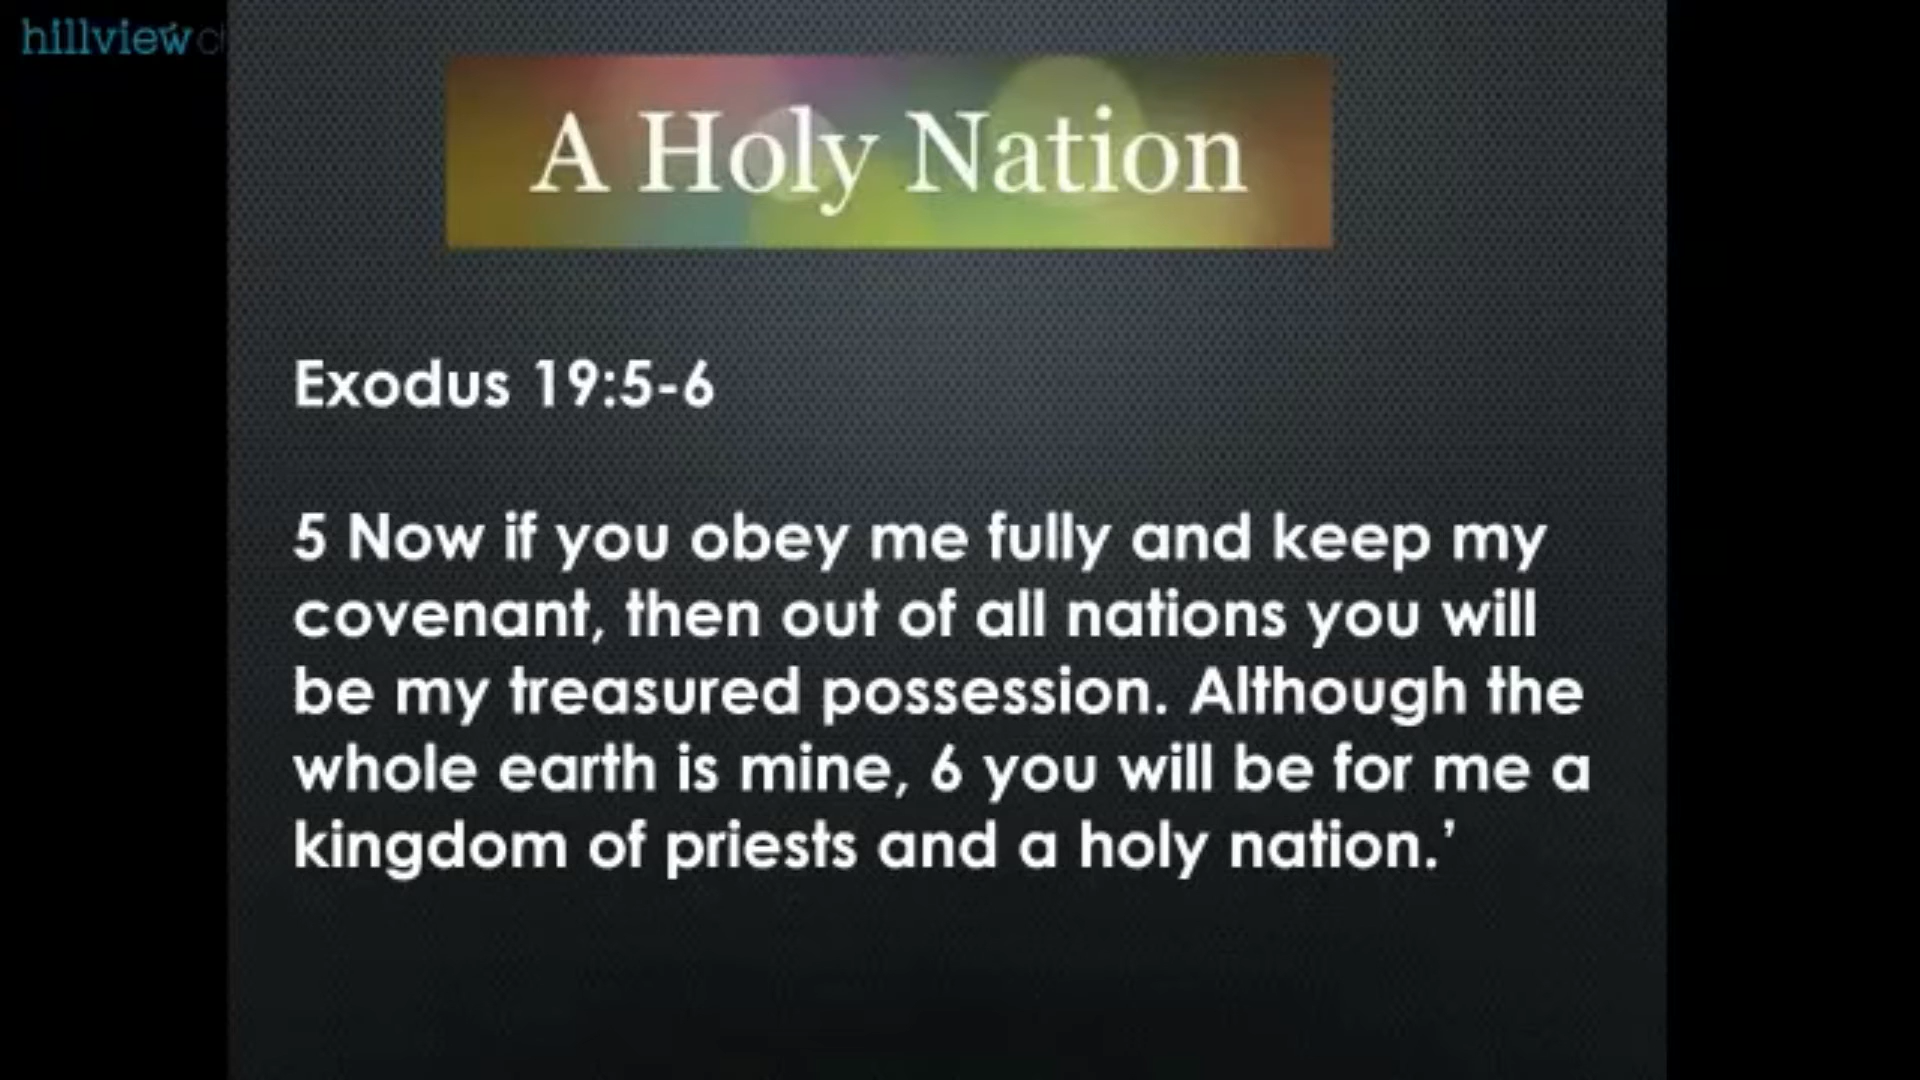 hillview
A Holy Nation
Exodus 19:5-6
5 Now if you obey me fully and keep my
covenant, then out of all nations you will
be my treasured possession. Although the
whole earth is mine, 6 you will be for me a
kingdom of priests and a holy nation.’